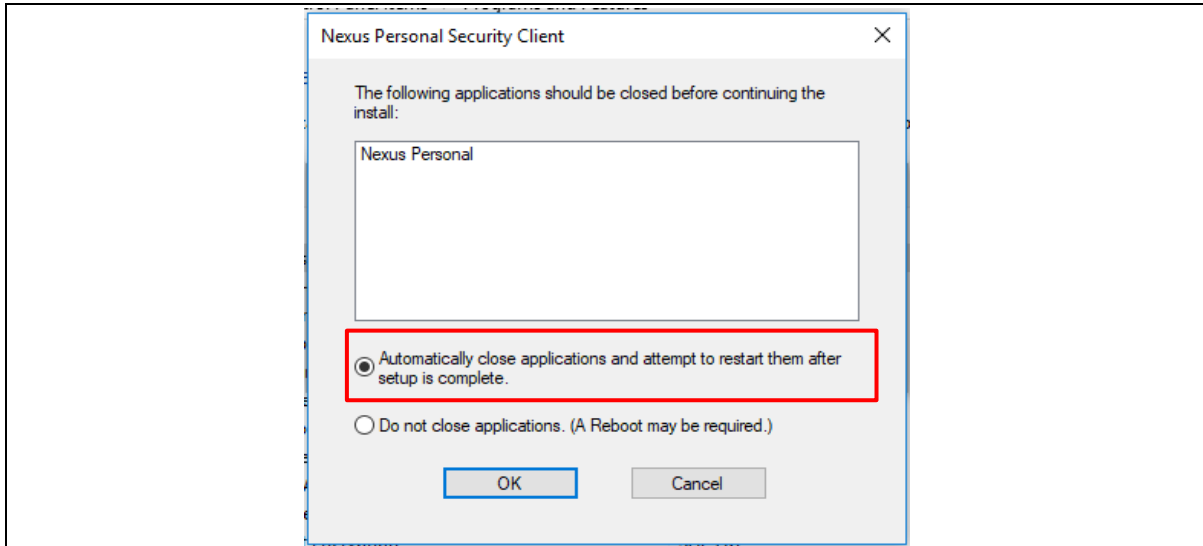 Nexus Personal Security Client
The following applications should be closed before continuing the
install:
Nexus Personal
Automatically close applications and attempt to restart them after
setup is complete.
Do not close applications. (A Reboot may be required.)
OK
Cancel